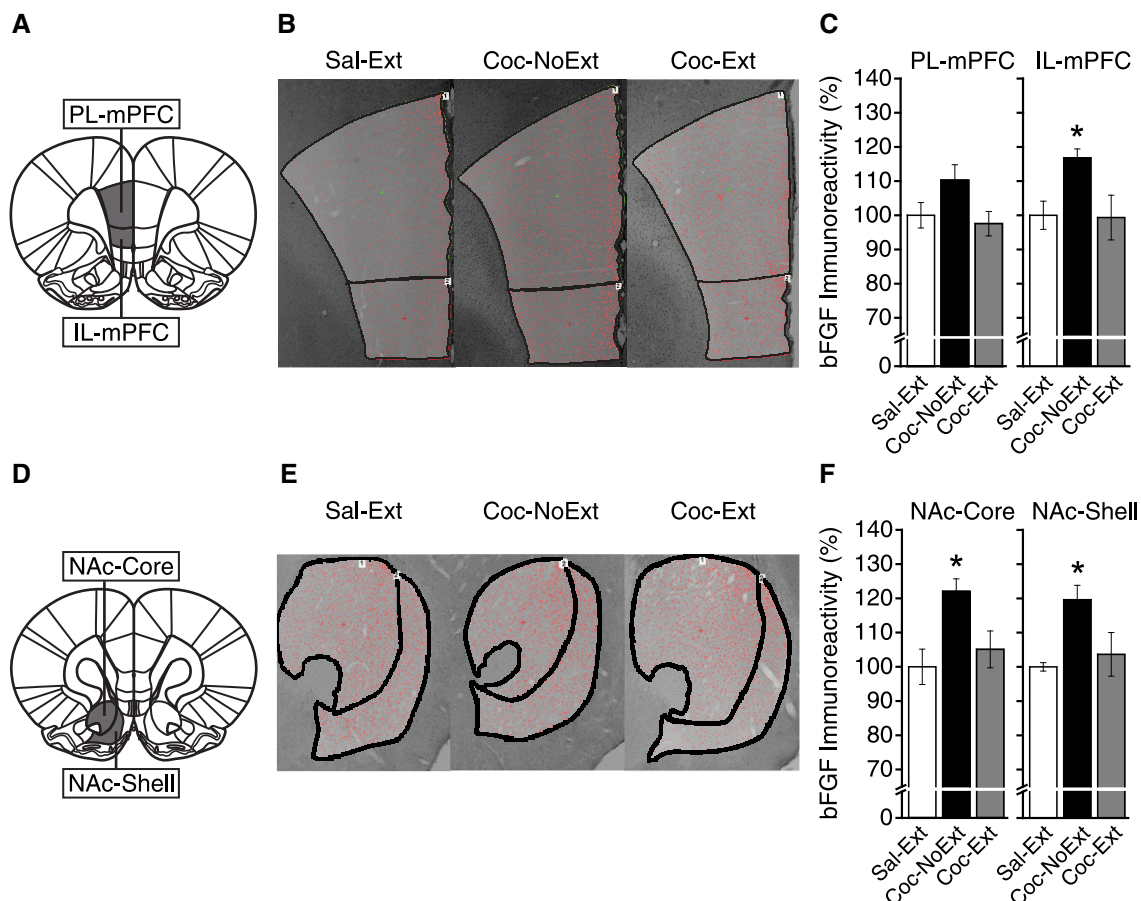 A
PL-mPFC
IL-mPFC
B
Sal-Ext Coc-NoExt Coc-Ext
C
PL-mPFC IL-mPFC
bFGF Immunoreactivity (%)
140
130
120
110
100
90
80
70
0
*
Sal-Ext
Coc-NoExt
Coc-Ext
Sal-Ext
Coc-NoExt
Coc-Ext
D
NAc-Core
NAc-Shell
E
Sal-Ext Coc-NoExt Coc-Ext
F
NAc-Core NAc-Shell
bFGF Immunoreactivity (%)
140
130
120
110
100
90
80
70
0
*
*
Sal-Ext
Coc-NoExt
Coc-Ext
Sal-Ext
Coc-NoExt
Coc-Ext